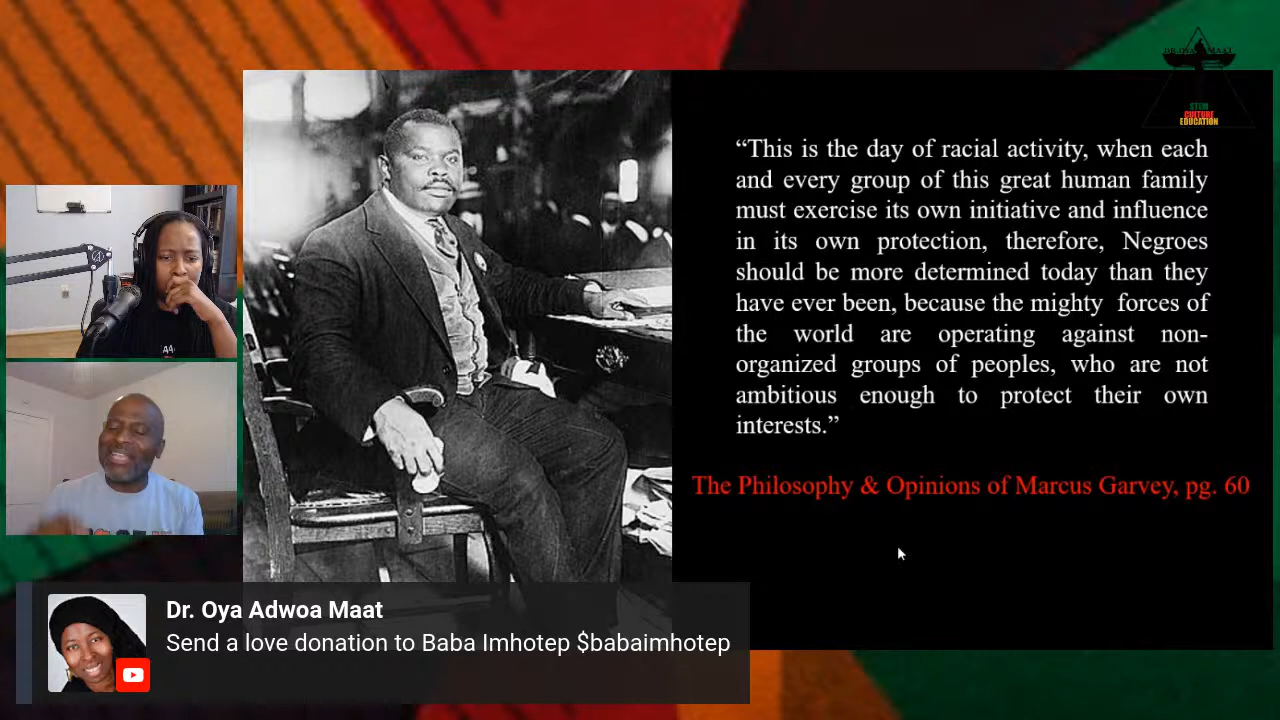 DR. OYA MAAT
STEM
CULTURE
EDUCATION
“This is the day of racial activity, when each
and every group of this great human family
must exercise its own initiative and influence
in its own protection, therefore, Negroes
should be more determined today than they
have ever been, because the mighty forces of
the world are operating against non-
organized groups of peoples, who are not
ambitious enough to protect their own
interests.”
The Philosophy & Opinions of Marcus Garvey, pg. 60
Dr. Oya Adwoa Maat
Send a love donation to Baba Imhotep $babaimhotep